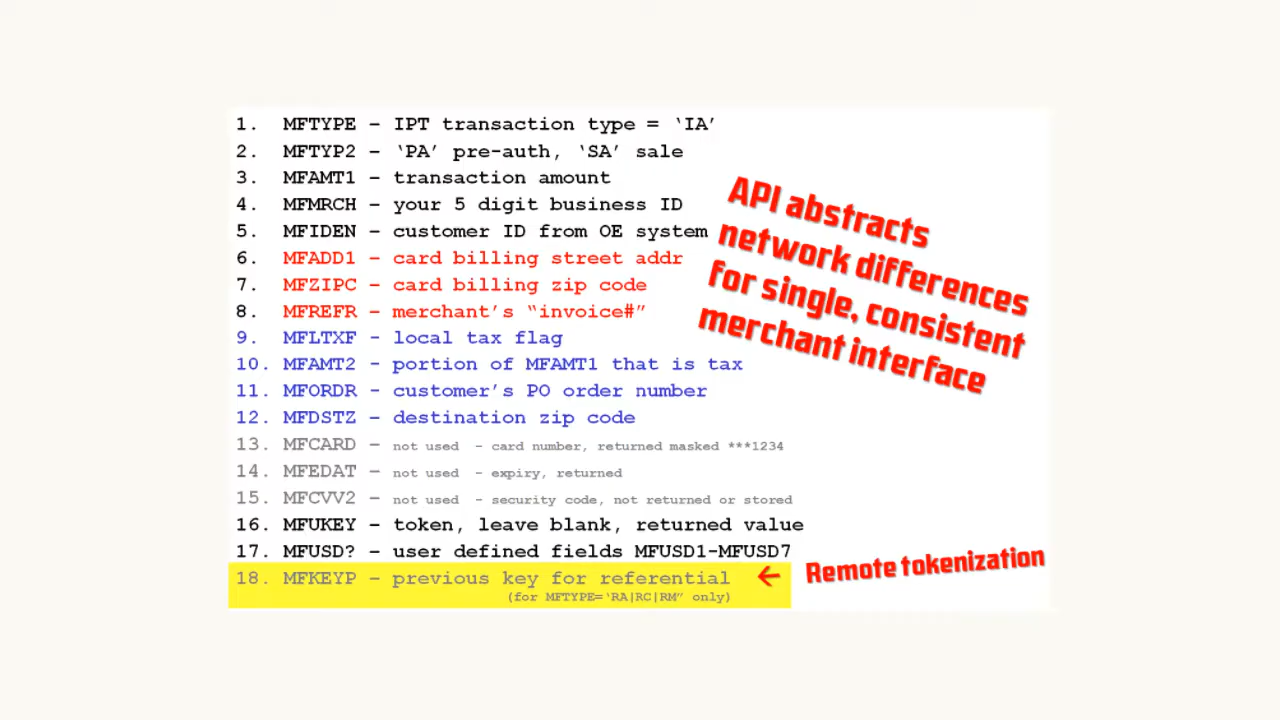 1. MFTYPE – IPT transaction type = ‘IA’
2. MFTYP2 – ‘PA’ pre-auth, ‘SA’ sale
3. MFAMT1 – transaction amount
4. MFMRCH – your 5 digit business ID
5. MFIDEN – customer ID from OE system
6. MFADD1 – card billing street addr
7. MFZIPC – card billing zip code
8. MFREFR – merchant’s “invoice#”
9. MFLTXF – local tax flag
10. MFAMT2 – portion of MFAMT1 that is tax
11. MFORDR – customer’s PO order number
12. MFDSTZ – destination zip code
13. MFCARD – not used – card number, returned masked ***1234
14. MFEDAT – not used – expiry, returned
15. MFCVV2 – not used – security code, not returned or stored
16. MFUKEY – token, leave blank, returned value
17. MFUSD? – user defined fields MFUSD1-MFUSD7
18. MFKEYP – previous key for referential
(for MFTYPE=‘RA|RC|RM” only)
API abstracts
network differences
for single, consistent
merchant interface
Remote tokenization